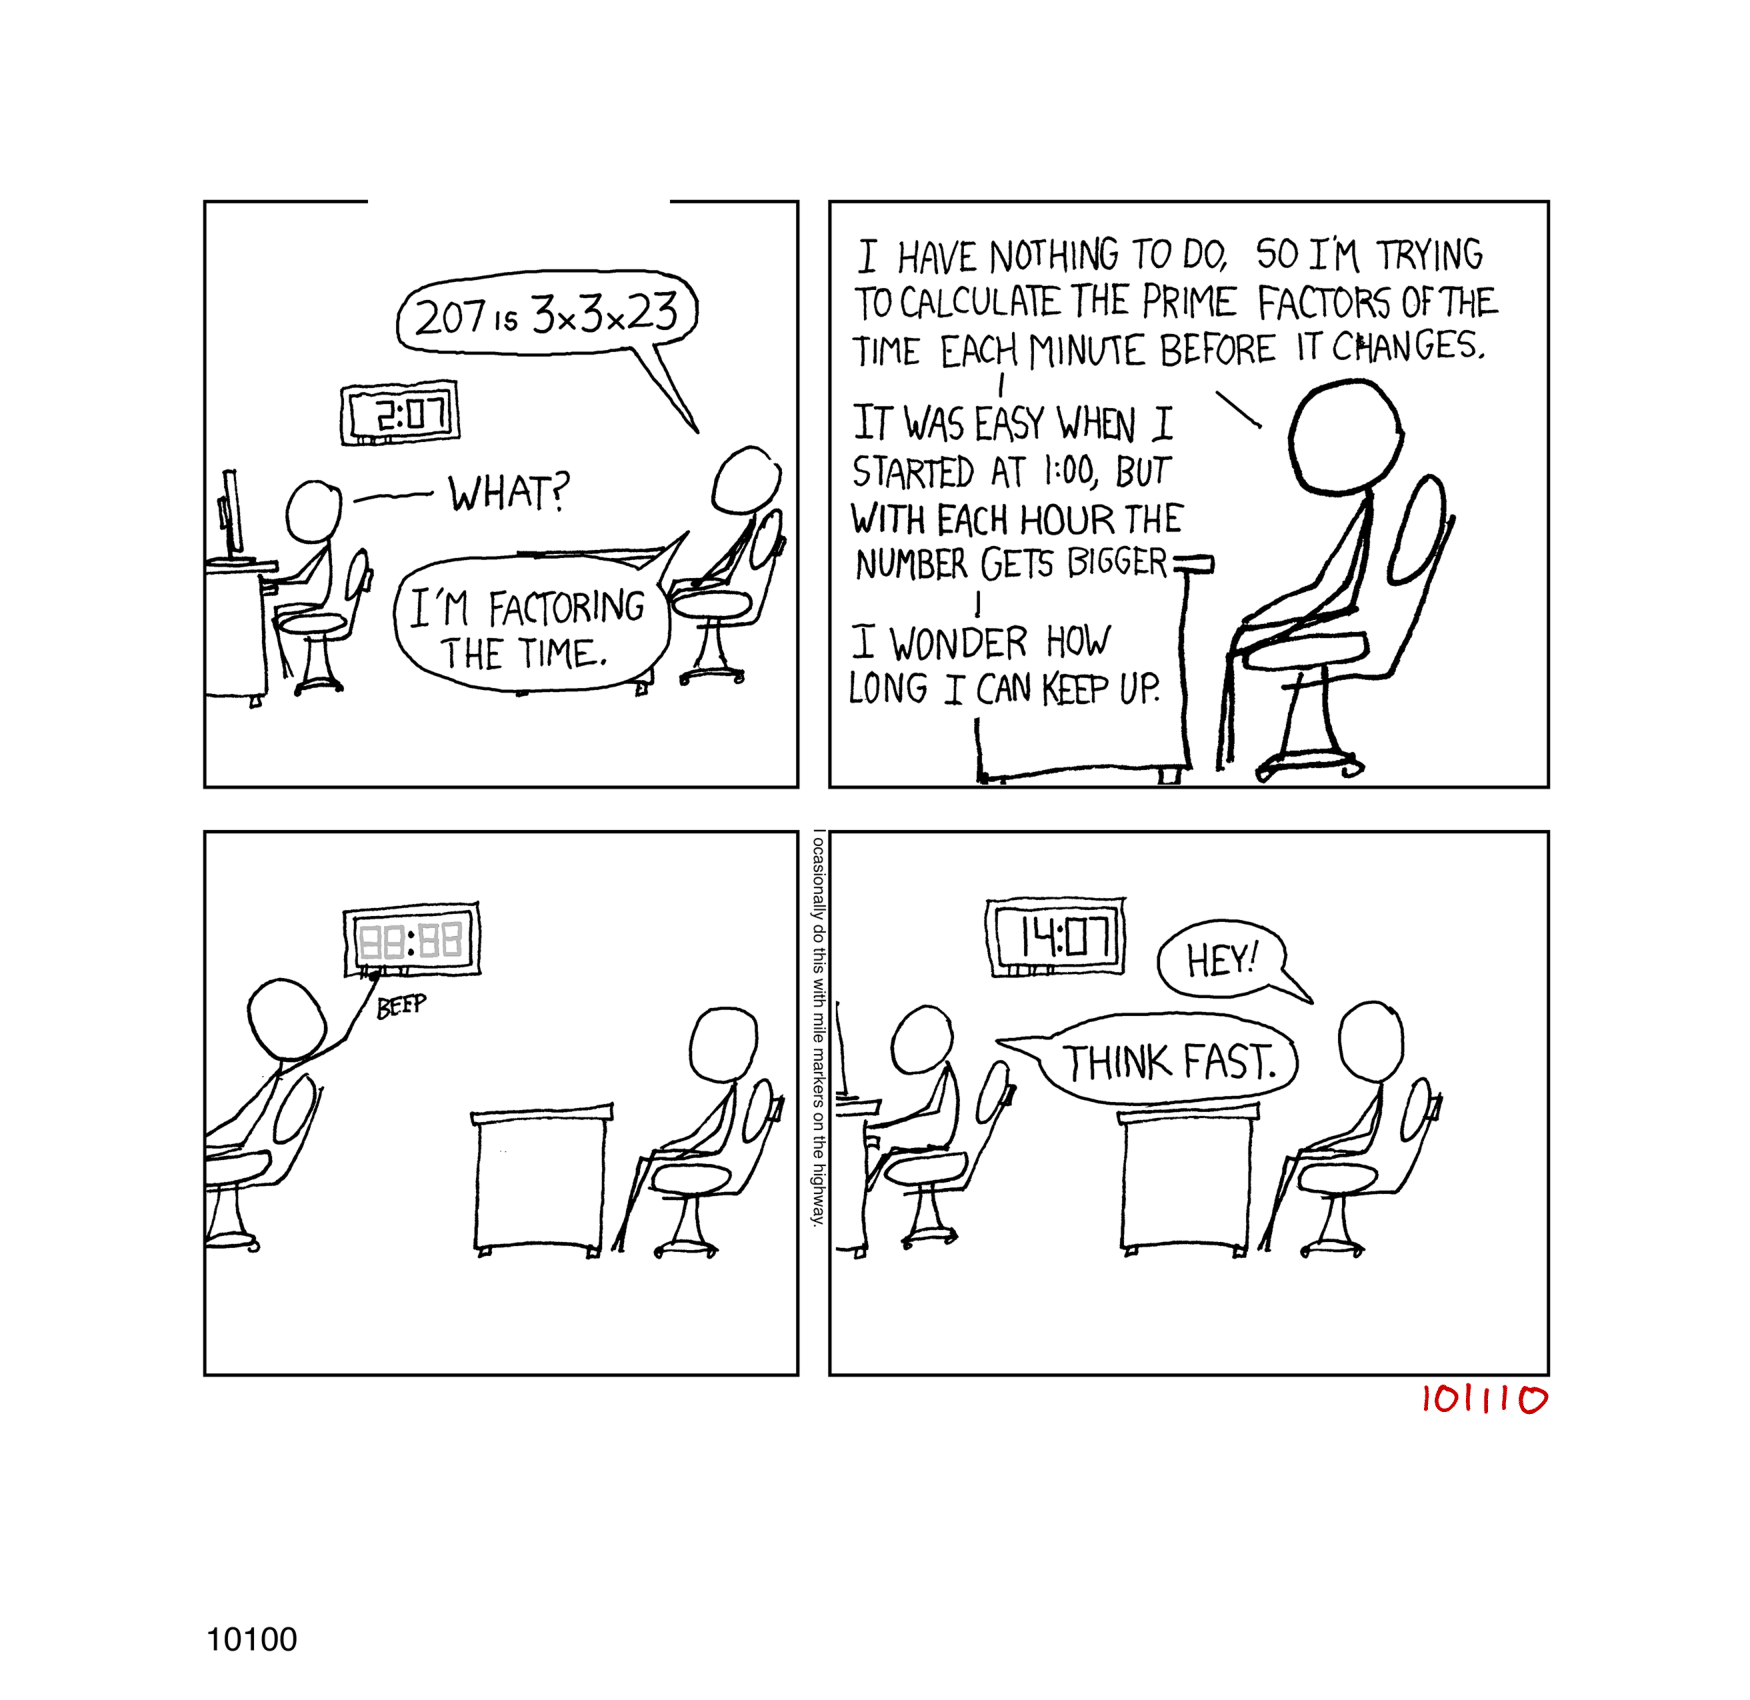 207 IS 3x3x23
2:07
WHAT?
I'M FACTORING
THE TIME.
I HAVE NOTHING TO DO, SO I'M TRYING
TO CALCULATE THE PRIME FACTORS OF THE
TIME EACH MINUTE BEFORE IT CHANGES.
IT WAS EASY WHEN I
STARTED AT 1:00, BUT
WITH EACH HOUR THE
NUMBER GETS BIGGER
I WONDER HOW
LONG I CAN KEEP UP.
88:88
BEEP
I ocasionally do this with mile markers on the highway.
14:07
HEY!
THINK FAST.
101110
10100